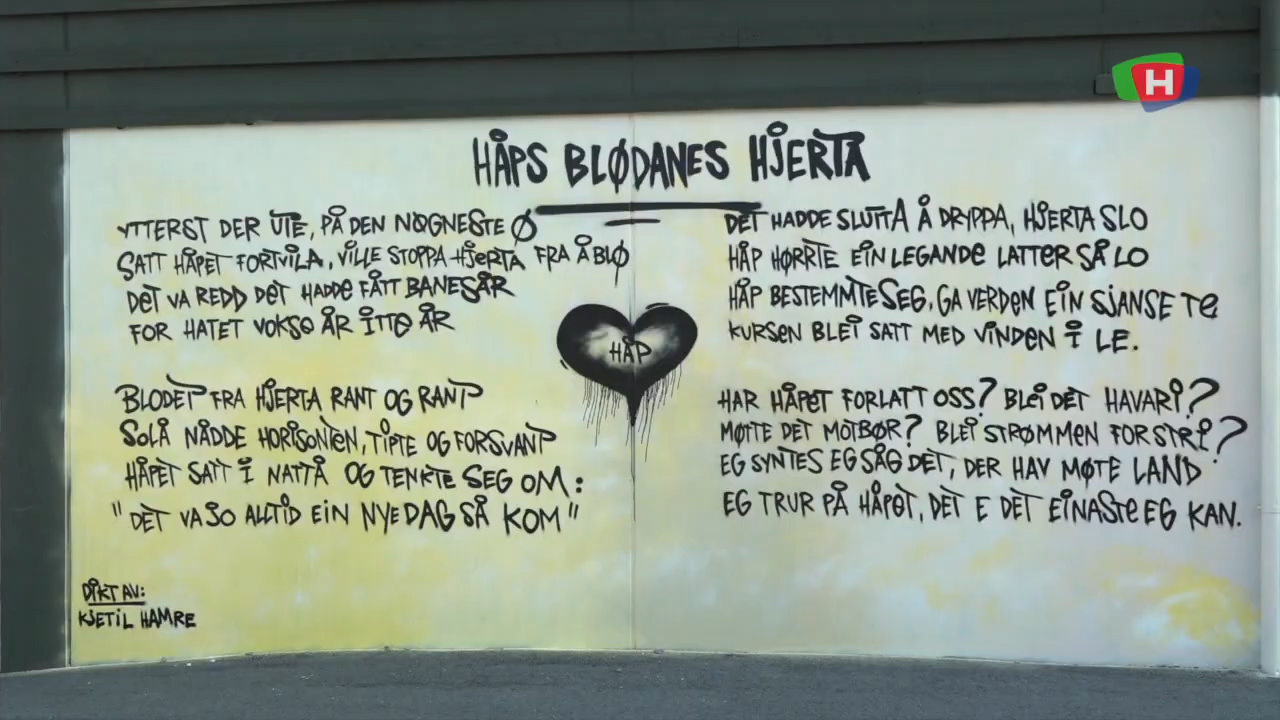 H
HÅPS BLØDANES HJERTA
YTTERST DER UTE, PÅ DEN NØGNESTE Ø
SATT HÅPET FORTVILA, VILLE STOPPA HJERTA FRA Å BLØ
DET VA REDD DET HADDE FÅTT BANESÅR
FOR HATET VOKSO ÅR ITTO ÅR
BLODET FRA HJERTA RANT OG RANT
SOLÅ NÅDDE HORISONTEN, TIPTE OG FORSVANT
HÅPET SATT I NATTÅ OG TENKTE SEG OM:
"DET VA SO ALLTID EIN NYE DAG SÅ KOM"
HÅP
DET HADDE SLUTTA Å DRYPPA, HJERTA SLO
HÅP HØRRTE EIN LEGANDE LATTER SÅ LO
HÅP BESTEMMTE SEG, GA VERDEN EIN SJANSE TE
KURSEN BLEI SATT MED VINDEN I LE.
HAR HÅPET FORLATT OSS? BLEI DET HAVARI?
MØTTE DET MOTBØR? BLEI STRØMMEN FOR STRI?
EG SYNTES EG SÅG DET, DER HAV MØTE LAND
EG TRUR PÅ HÅPET, DET E DET EINASTE EG KAN.
DIKT AV:
KJETIL HAMRE